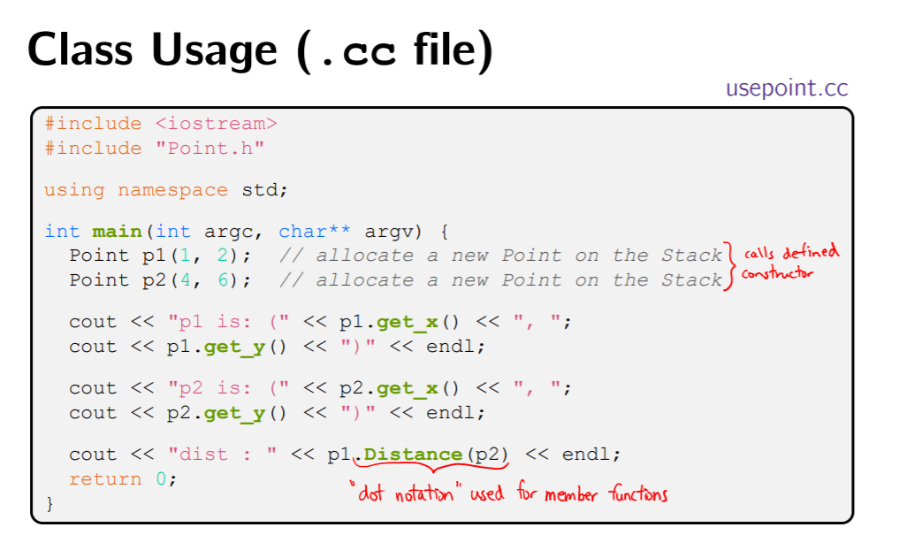 Class Usage (.cc file)
usepoint.cc
#include <iostream>
#include "Point.h"
using namespace std;
int main(int argc, char** argv) {
  Point p1(1, 2);  // allocate a new Point on the Stack
  Point p2(4, 6);  // allocate a new Point on the Stack
calls defined
constructor
  cout << "p1 is: (" << p1.get_x() << ", ";
  cout << p1.get_y() << ")" << endl;
  cout << "p2 is: (" << p2.get_x() << ", ";
  cout << p2.get_y() << ")" << endl;
  cout << "dist : " << p1.Distance(p2) << endl;
  return 0;
"dot notation" used for member functons
}